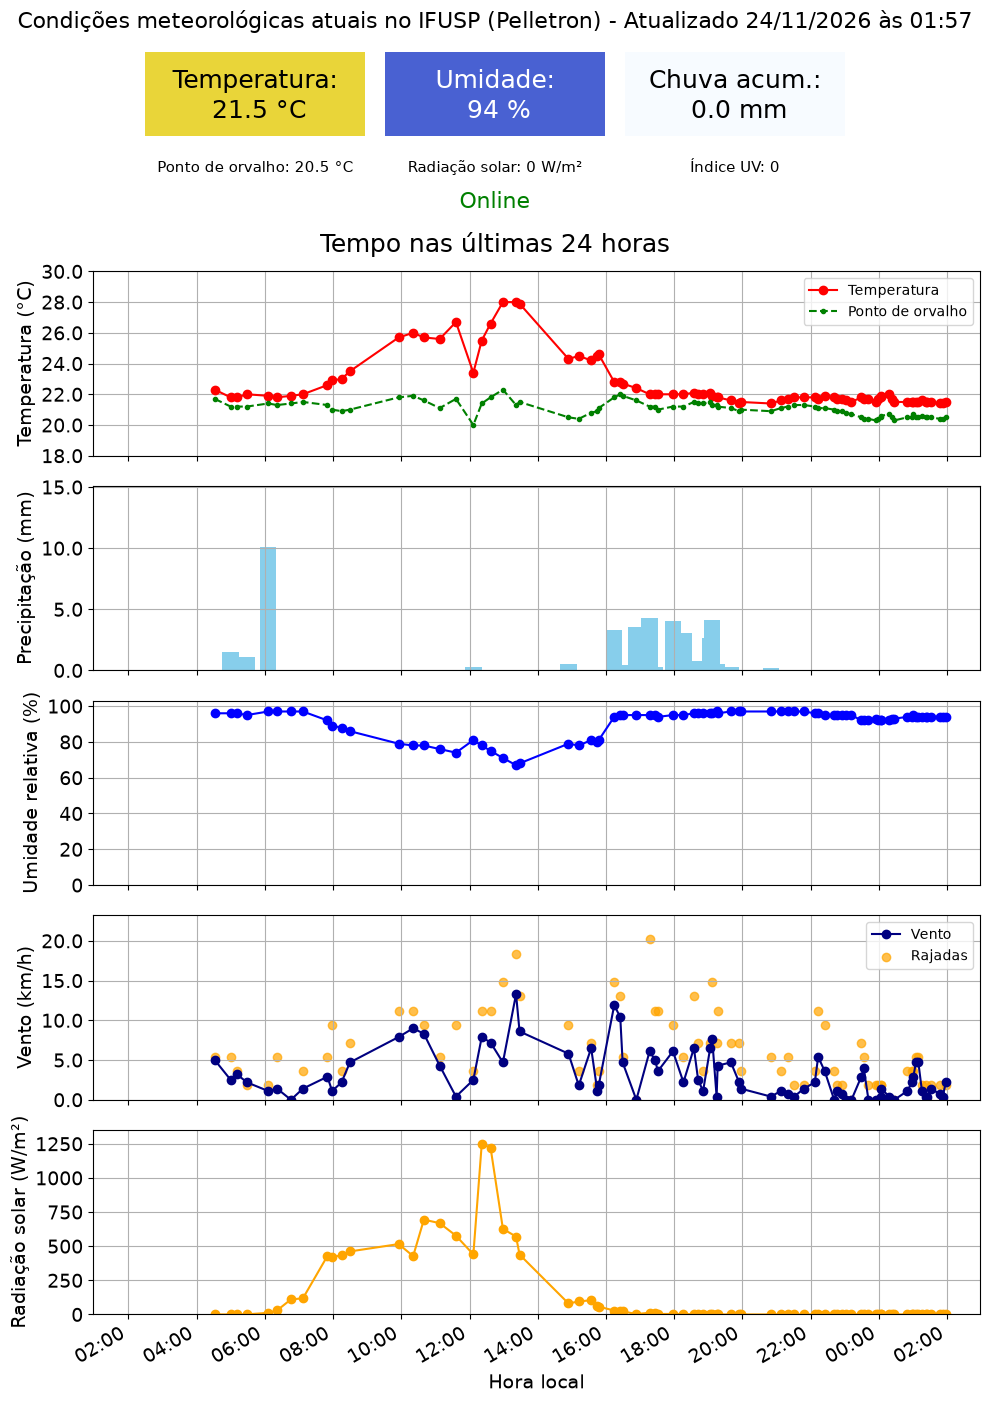 Condições meteorológicas atuais no IFUSP (Pelletron) - Atualizado 24/11/2026 às 01:57
Temperatura:
21.5 °C
Umidade:
94 %
Chuva acum.:
0.0 mm
Ponto de orvalho: 20.5 °C
Radiação solar: 0 W/m²
Índice UV: 0
Online
Tempo nas últimas 24 horas
Temperatura (°C)
30.0
28.0
26.0
24.0
22.0
20.0
18.0
Temperatura
Ponto de orvalho
Precipitação (mm)
15.0
10.0
5.0
0.0
Umidade relativa (%)
100
80
60
40
20
0
Vento (km/h)
20.0
15.0
10.0
5.0
0.0
Vento
Rajadas
Radiação solar (W/m²)
1250
1000
750
500
250
0
02:00
04:00
06:00
08:00
10:00
12:00
14:00
16:00
18:00
20:00
22:00
00:00
02:00
Hora local